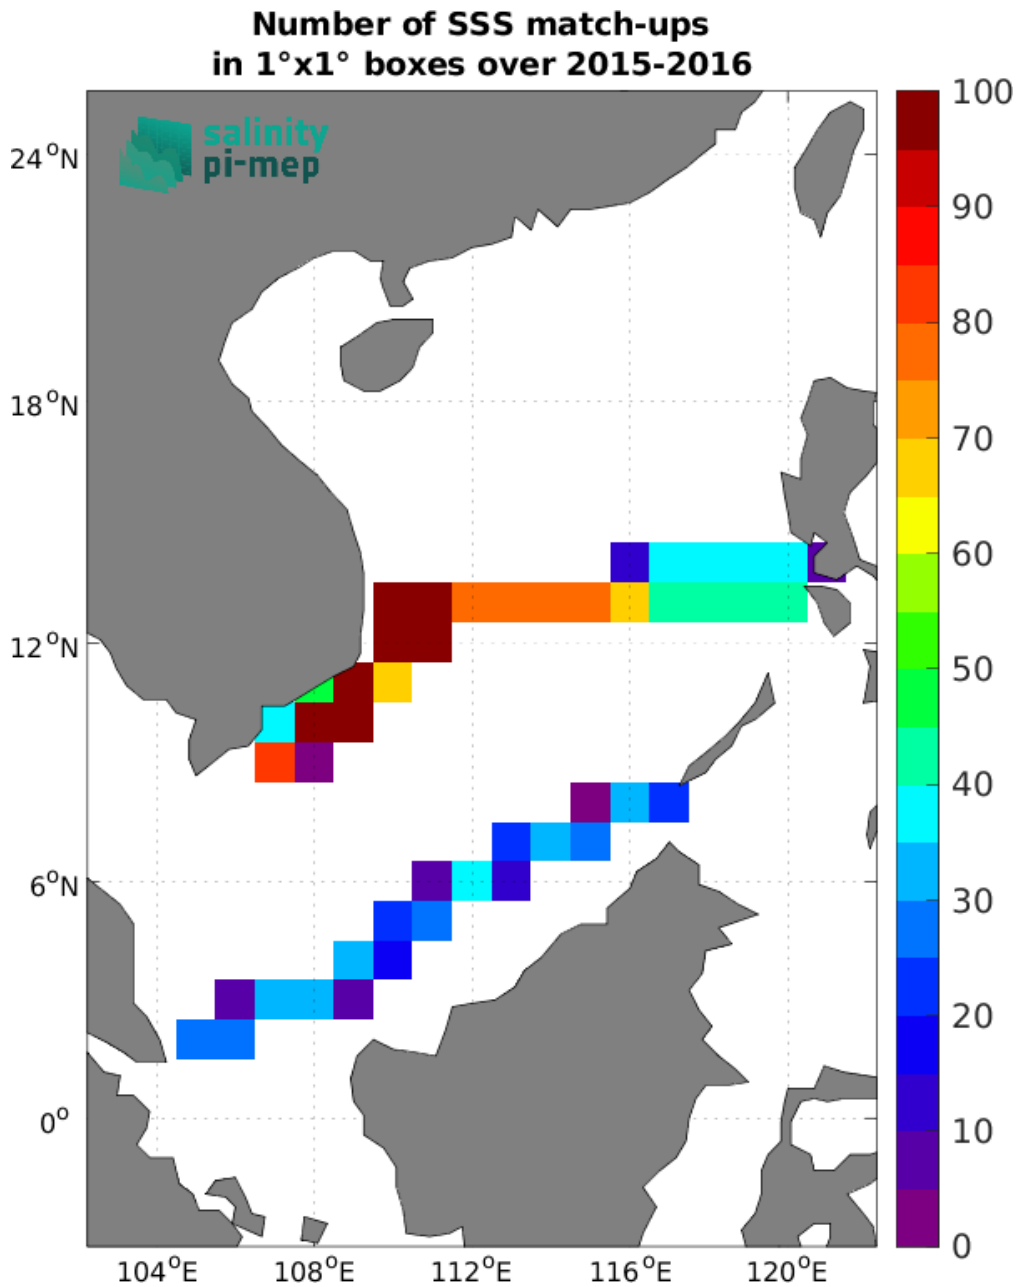 Number of SSS match-ups
in 1°x1° boxes over 2015-2016
salinity
pi-mep
24°N
18°N
12°N
6°N
0°
104°E
108°E
112°E
116°E
120°E
100
90
80
70
60
50
40
30
20
10
0